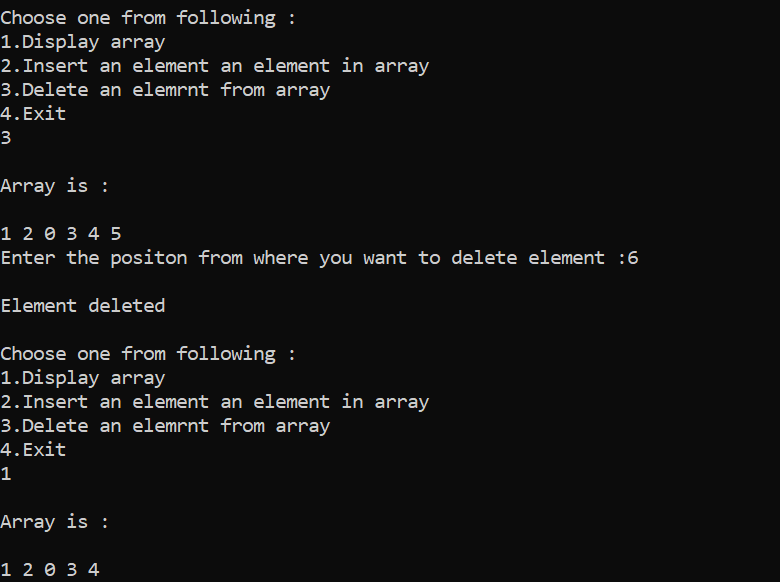 Choose one from following :
1.Display array
2.Insert an element an element in array
3.Delete an elemrnt from array
4.Exit
3
Array is :
1 2 0 3 4 5
Enter the positon from where you want to delete element :6
Element deleted
Choose one from following :
1.Display array
2.Insert an element an element in array
3.Delete an elemrnt from array
4.Exit
1
Array is :
1 2 0 3 4